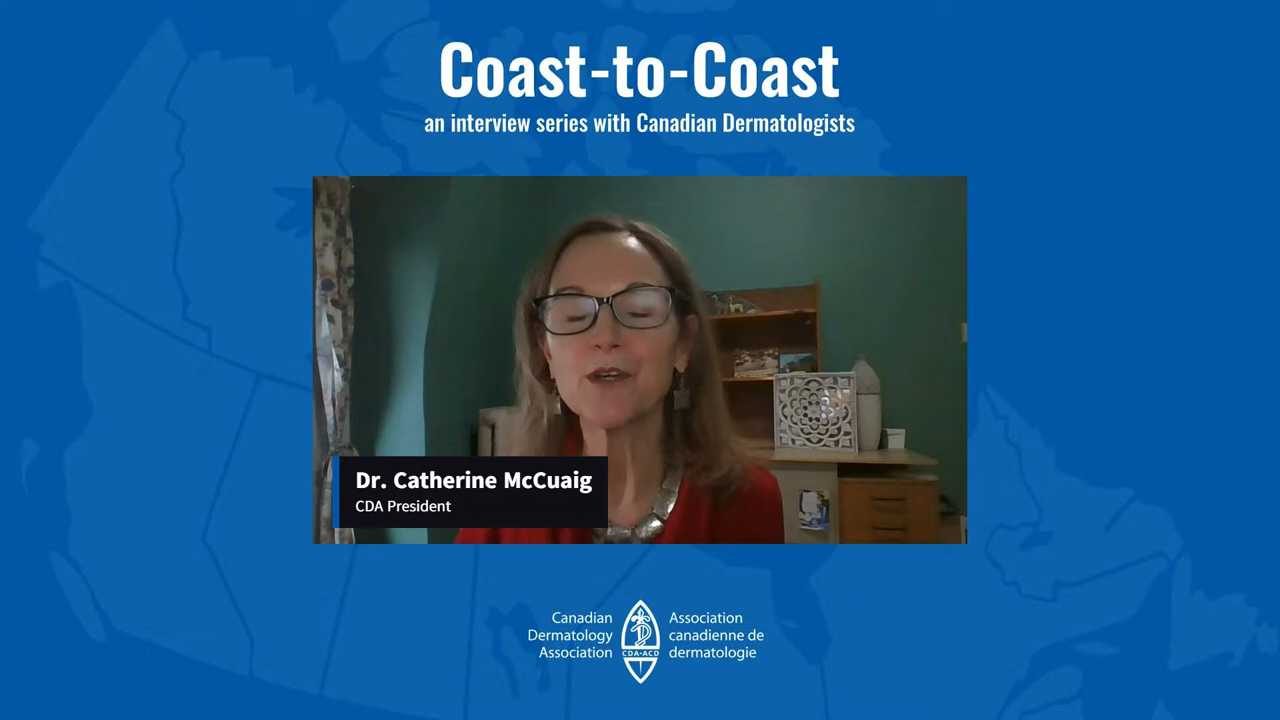 Coast-to-Coast
an interview series with Canadian Dermatologists
Dr. Catherine McCuaig
CDA President
Canadian
Dermatology
Association
CDA•ACD
Association
canadienne de
dermatologie